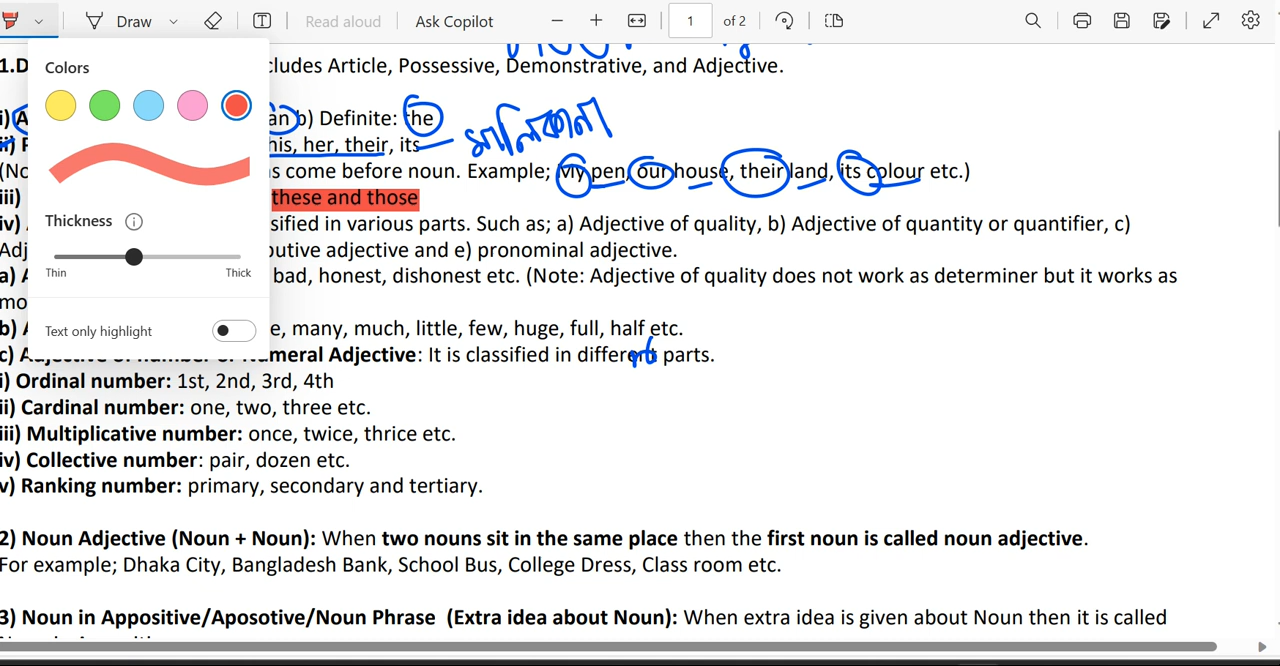 Draw Read aloud Ask Copilot 1 of 2
Colors
1.D cludes Article, Possessive, Demonstrative, and Adjective.
i) A an b) Definite: the
ii) his, her, their, its
(No s come before noun. Example; My pen, our house, their land, its colour etc.)
iii) these and those
Thickness
iv) sified in various parts. Such as; a) Adjective of quality, b) Adjective of quantity or quantifier, c)
Adj butive adjective and e) pronominal adjective.
Thin Thick
a) A bad, honest, dishonest etc. (Note: Adjective of quality does not work as determiner but it works as
mo
Text only highlight
b) A e, many, much, little, few, huge, full, half etc.
c) Adjective of number or Numeral Adjective: It is classified in different parts.
i) Ordinal number: 1st, 2nd, 3rd, 4th
ii) Cardinal number: one, two, three etc.
iii) Multiplicative number: once, twice, thrice etc.
iv) Collective number: pair, dozen etc.
v) Ranking number: primary, secondary and tertiary.
2) Noun Adjective (Noun + Noun): When two nouns sit in the same place then the first noun is called noun adjective.
For example; Dhaka City, Bangladesh Bank, School Bus, College Dress, Class room etc.
3) Noun in Appositive/Aposotive/Noun Phrase (Extra idea about Noun): When extra idea is given about Noun then it is called